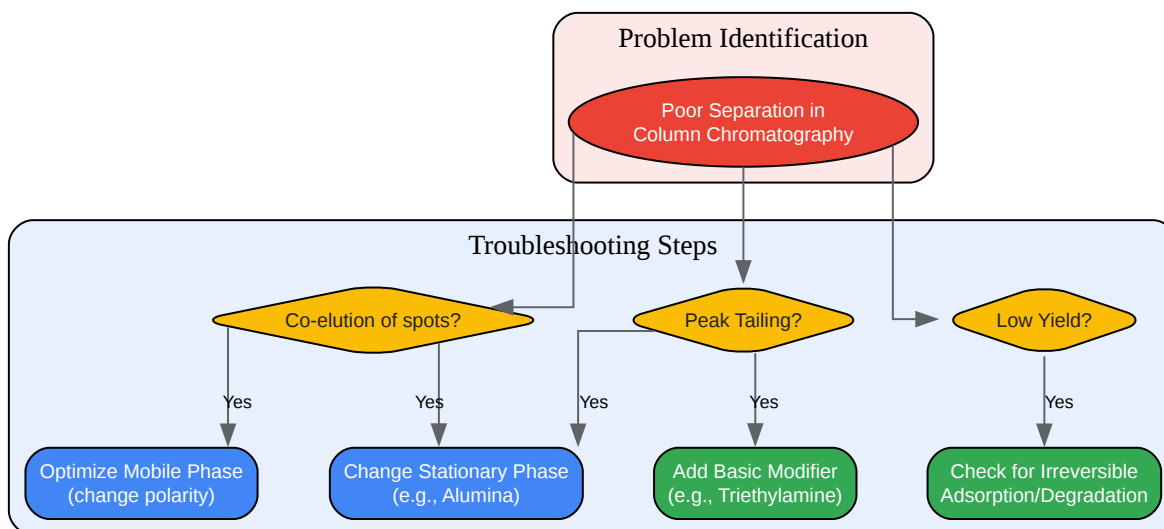 Problem Identification
Poor Separation in
Column Chromatography
Troubleshooting Steps
Co-elution of spots?
Peak Tailing?
Low Yield?
Yes
Yes
Yes
Yes
Yes
Optimize Mobile Phase
(change polarity)
Change Stationary Phase
(e.g., Alumina)
Add Basic Modifier
(e.g., Triethylamine)
Check for Irreversible
Adsorption/Degradation